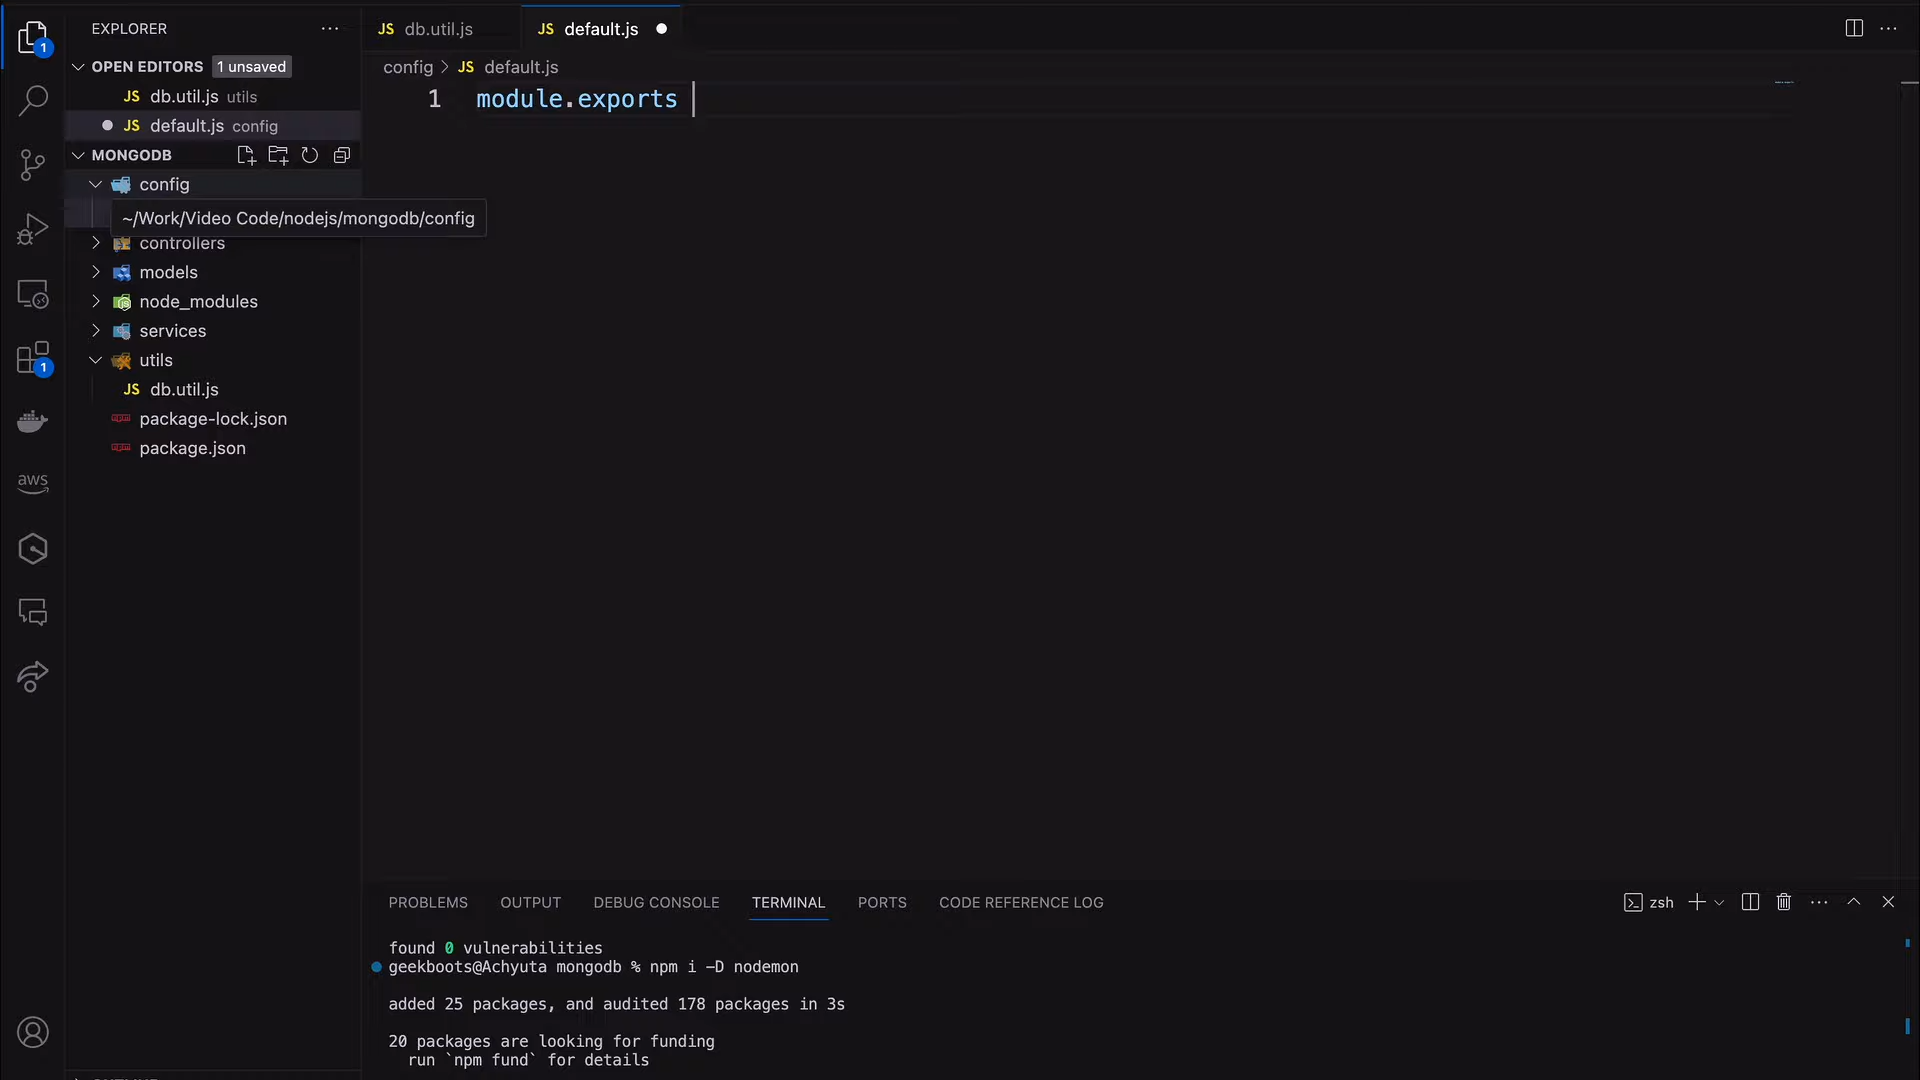 EXPLORER
OPEN EDITORS 1 unsaved
JS db.util.js utils
JS default.js config
MONGODB
config
~/Work/Video Code/nodejs/mongodb/config
controllers
models
node_modules
services
utils
JS db.util.js
package-lock.json
package.json
1
1
aws
JS db.util.js
JS default.js
config > JS default.js
1 module.exports
PROBLEMS OUTPUT DEBUG CONSOLE TERMINAL PORTS CODE REFERENCE LOG
zsh
found 0 vulnerabilities
geekboots@Achyuta mongodb % npm i -D nodemon
added 25 packages, and audited 178 packages in 3s
20 packages are looking for funding
run `npm fund` for details